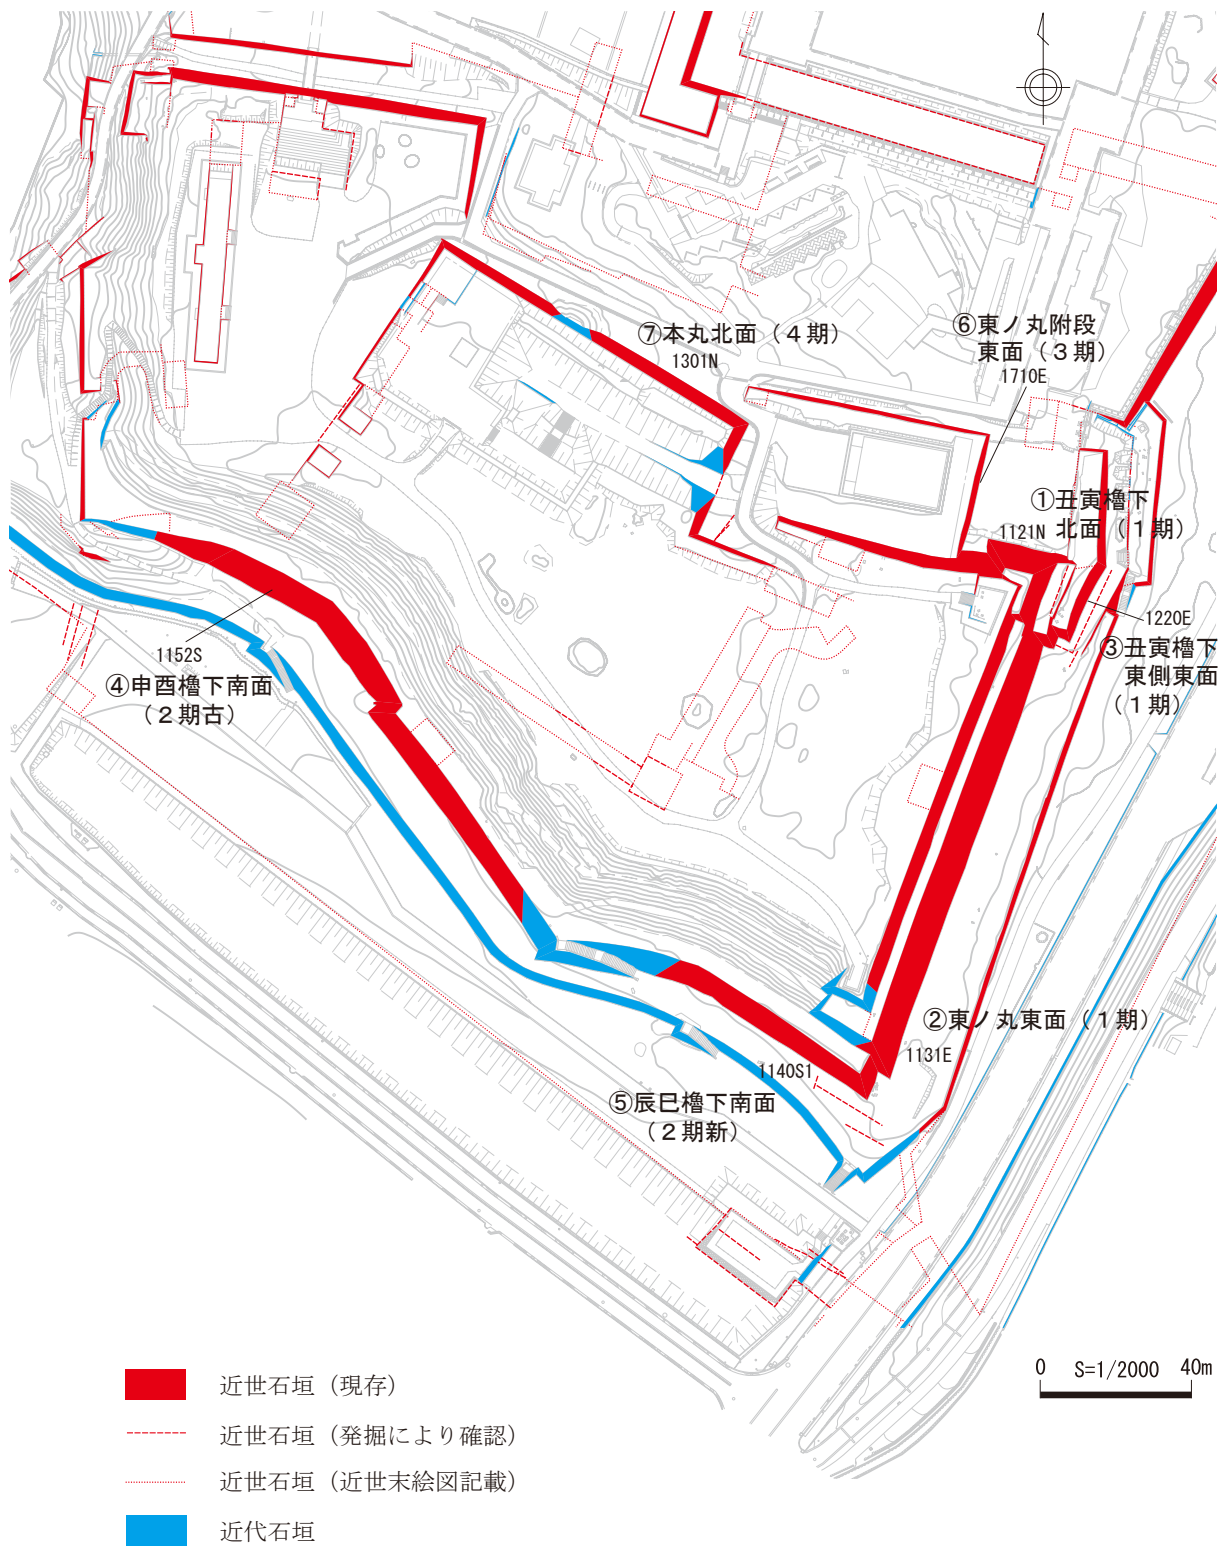 ⑦本丸北面（４期）
1301N
⑥東ノ丸附段
東面（３期）
1710E
①丑寅櫓下
北面（１期）
1121N
1220E
③丑寅櫓下
東側東面
（１期）
1152S
④申酉櫓下南面
（２期古）
②東ノ丸東面（１期）
1131E
1140S1
⑤辰巳櫓下南面
（２期新）
0 S=1/2000 40m
近世石垣（現存）
近世石垣（発掘により確認）
近世石垣（近世末絵図記載）
近代石垣